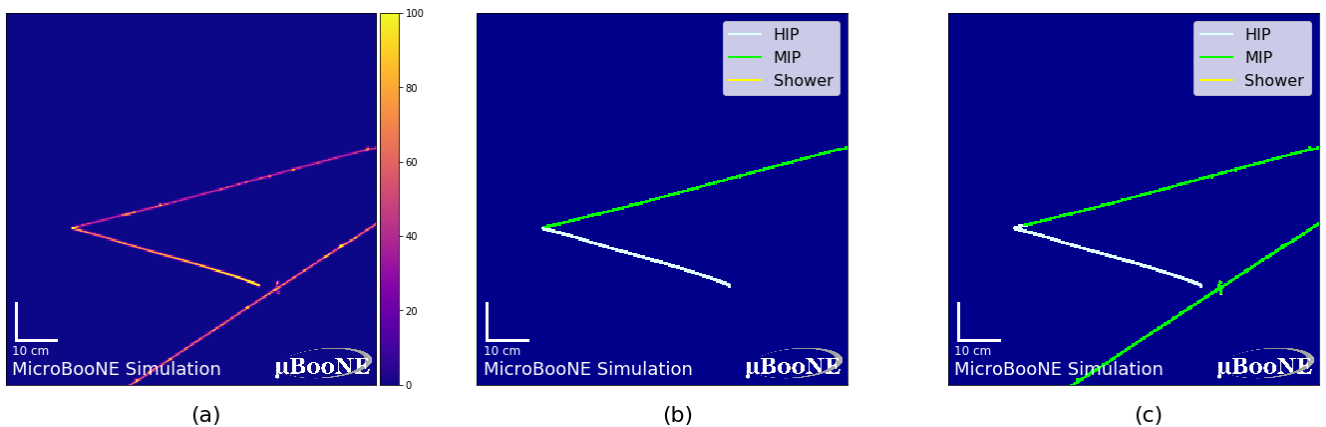 100
80
60
40
20
0
10 cm
MicroBooNE Simulation
μBooNE
(a)
HIP
MIP
Shower
10 cm
MicroBooNE Simulation
μBooNE
(b)
HIP
MIP
Shower
10 cm
MicroBooNE Simulation
μBooNE
(c)